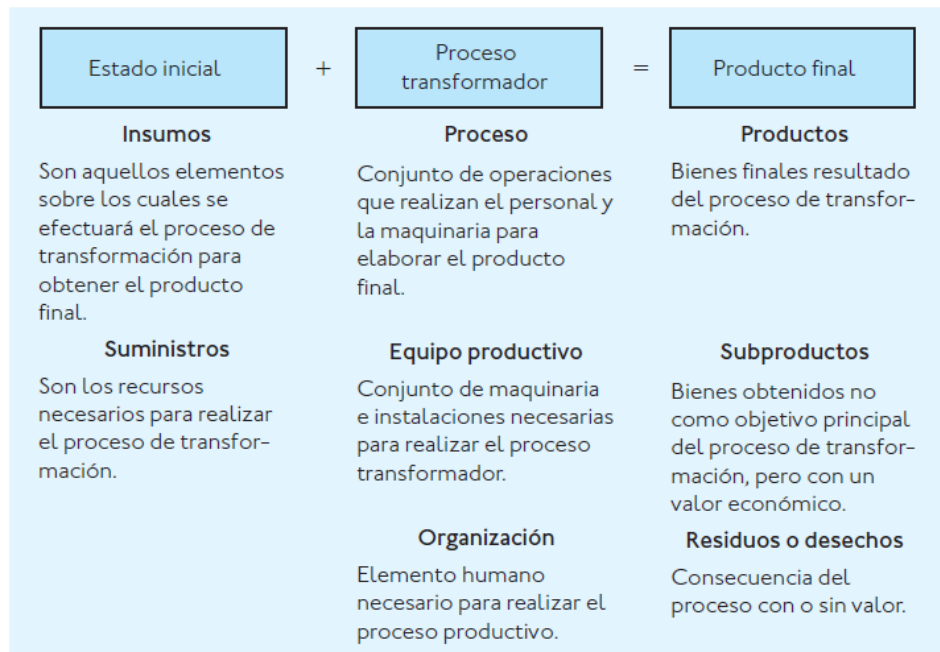 Estado inicial + Proceso transformador = Producto final
Insumos
Son aquellos elementos
sobre los cuales se
efectuará el proceso de
transformación para
obtener el producto
final.
Suministros
Son los recursos
necesarios para realizar
el proceso de transfor-
mación.
Proceso
Conjunto de operaciones
que realizan el personal y
la maquinaria para
elaborar el producto
final.
Equipo productivo
Conjunto de maquinaria
e instalaciones necesarias
para realizar el proceso
transformador.
Organización
Elemento humano
necesario para realizar el
proceso productivo.
Productos
Bienes finales resultado
del proceso de transfor-
mación.
Subproductos
Bienes obtenidos no
como objetivo principal
del proceso de transfor-
mación, pero con un
valor económico.
Residuos o desechos
Consecuencia del
proceso con o sin valor.